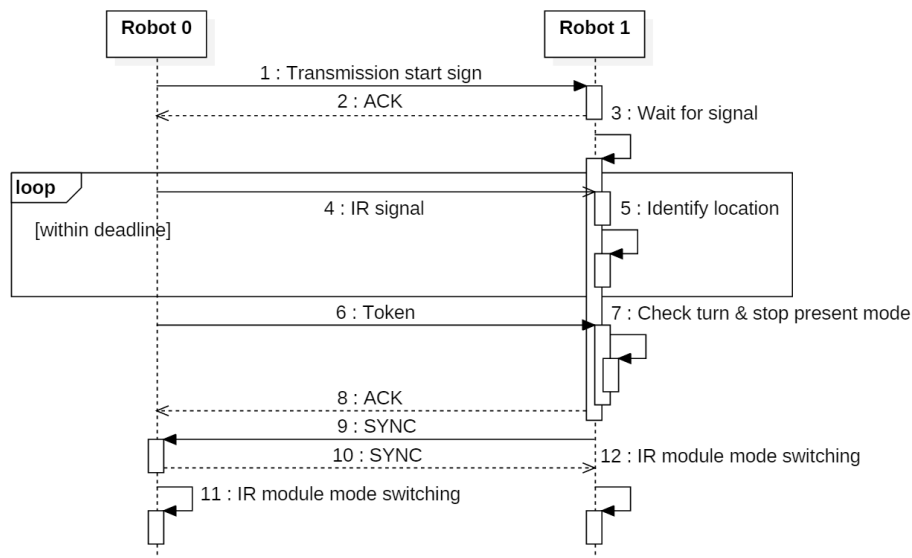 Robot 0
Robot 1
1 : Transmission start sign
2 : ACK
3 : Wait for signal
loop
4 : IR signal
5 : Identify location
[within deadline]
6 : Token
7 : Check turn & stop present mode
8 : ACK
9 : SYNC
10 : SYNC
12 : IR module mode switching
11 : IR module mode switching